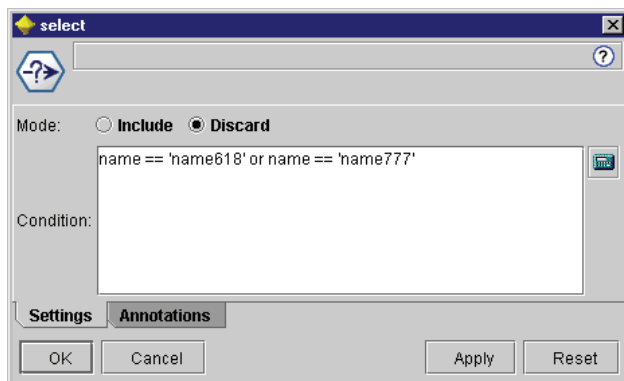 select
?
-?➤
Mode: Include Discard
name == 'name618' or name == 'name777'
Condition:
Settings Annotations
OK Cancel Apply Reset